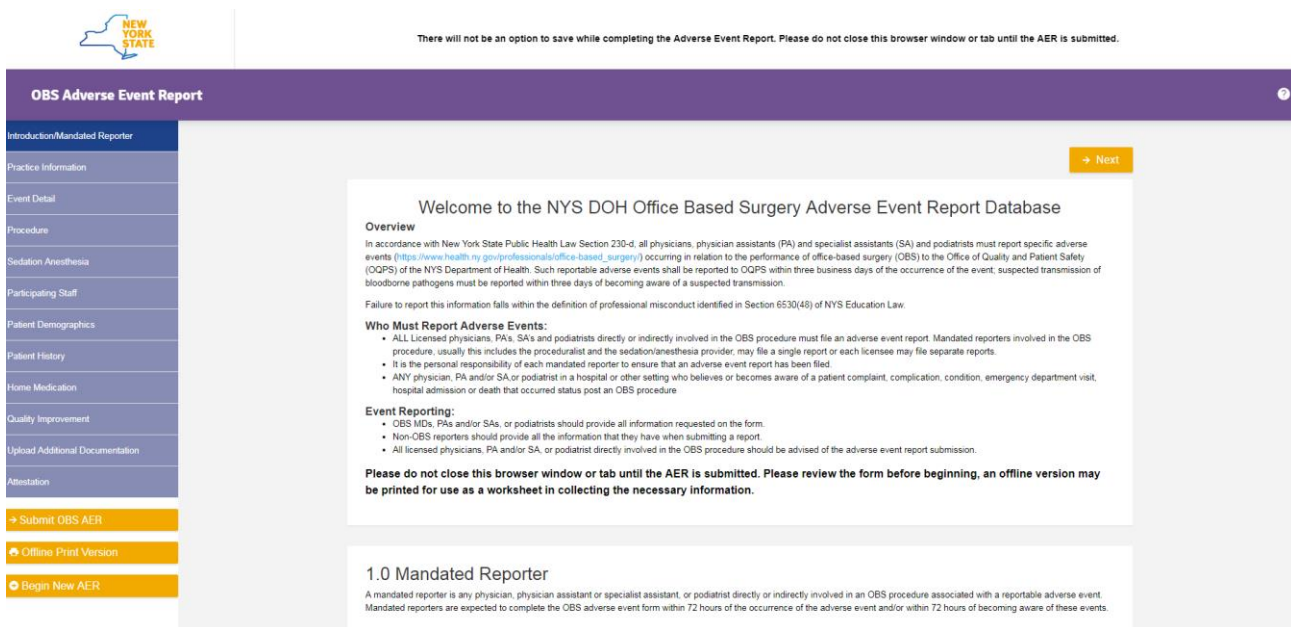 NEW
YORK
STATE
There will not be an option to save while completing the Adverse Event Report. Please do not close this browser window or tab until the AER is submitted.
OBS Adverse Event Report
?
Introduction/Mandated Reporter
Practice Information
Event Detail
Procedure
Sedation Anesthesia
Participating Staff
Patient Demographics
Patient History
Home Medication
Quality Improvement
Upload Additional Documentation
Attestation
→ Submit OBS AER
Offline Print Version
Begin New AER
→ Next
Welcome to the NYS DOH Office Based Surgery Adverse Event Report Database
Overview
In accordance with New York State Public Health Law Section 230-d, all physicians, physician assistants (PA) and specialist assistants (SA) and podiatrists must report specific adverse
events (https://www.health.ny.gov/professionals/office-based_surgery/) occurring in relation to the performance of office-based surgery (OBS) to the Office of Quality and Patient Safety
(OQPS) of the NYS Department of Health. Such reportable adverse events shall be reported to OQPS within three business days of the occurrence of the event; suspected transmission of
bloodborne pathogens must be reported within three days of becoming aware of a suspected transmission.
Failure to report this information falls within the definition of professional misconduct identified in Section 6530(48) of NYS Education Law.
Who Must Report Adverse Events:
• ALL Licensed physicians, PA's, SA's and podiatrists directly or indirectly involved in the OBS procedure must file an adverse event report. Mandated reporters involved in the OBS
procedure, usually this includes the proceduralist and the sedation/anesthesia provider, may file a single report or each licensee may file separate reports.
• It is the personal responsibility of each mandated reporter to ensure that an adverse event report has been filed.
• ANY physician, PA and/or SA,or podiatrist in a hospital or other setting who believes or becomes aware of a patient complaint, complication, condition, emergency department visit,
hospital admission or death that occurred status post an OBS procedure
Event Reporting:
• OBS MDs, PAs and/or SAs, or podiatrists should provide all information requested on the form.
• Non-OBS reporters should provide all the information that they have when submitting a report.
• All licensed physicians, PA and/or SA, or podiatrist directly involved in the OBS procedure should be advised of the adverse event report submission.
Please do not close this browser window or tab until the AER is submitted. Please review the form before beginning, an offline version may
be printed for use as a worksheet in collecting the necessary information.
1.0 Mandated Reporter
A mandated reporter is any physician, physician assistant or specialist assistant, or podiatrist directly or indirectly involved in an OBS procedure associated with a reportable adverse event.
Mandated reporters are expected to complete the OBS adverse event form within 72 hours of the occurrence of the adverse event and/or within 72 hours of becoming aware of these events.